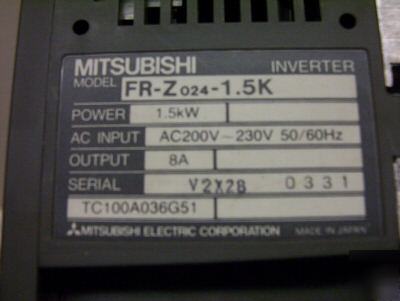 MITSUBISHI INVERTER
MODEL FR-Z024-1.5K
POWER 1.5kW
AC INPUT AC200V~230V 50/60Hz
OUTPUT 8A
SERIAL V2X2B 0331
TC100A036G51
MITSUBISHI ELECTRIC CORPORATION MADE IN JAPAN